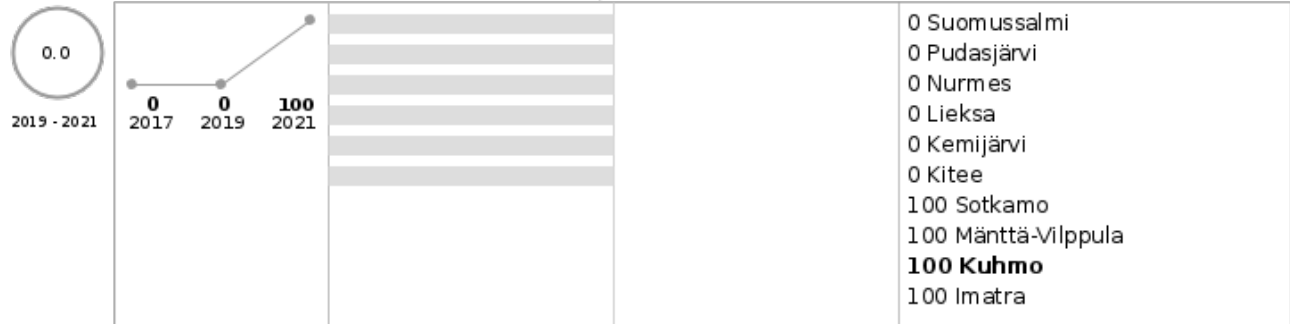 0.0
2019 - 2021
0 0 100
2017 2019 2021
0 Suomussalmi
0 Pudasjärvi
0 Nurmes
0 Lieksa
0 Kemijärvi
0 Kitee
100 Sotkamo
100 Mänttä-Vilppula
100 Kuhmo
100 Imatra